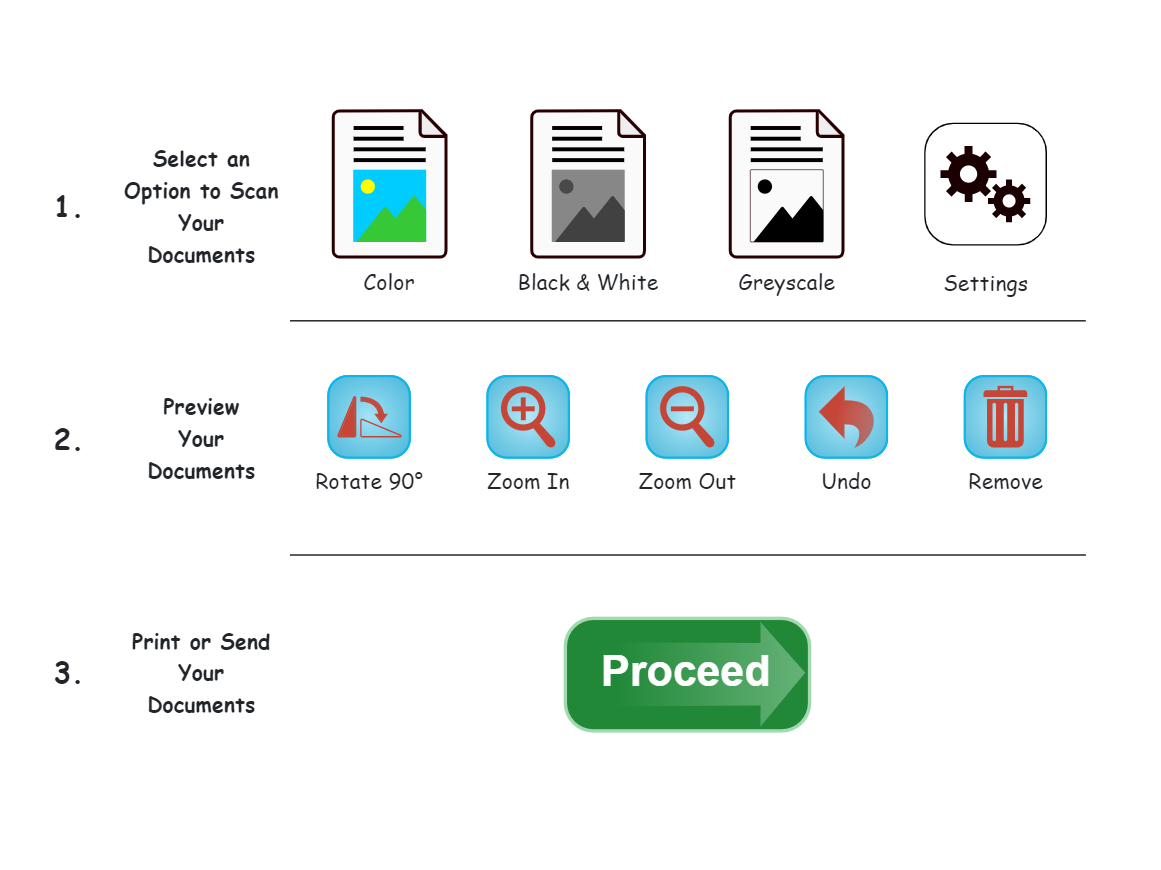 1.
Select an
Option to Scan
Your
Documents
Color
Black & White
Greyscale
Settings
2.
Preview
Your
Documents
Rotate 90°
Zoom In
Zoom Out
Undo
Remove
3.
Print or Send
Your
Documents
Proceed